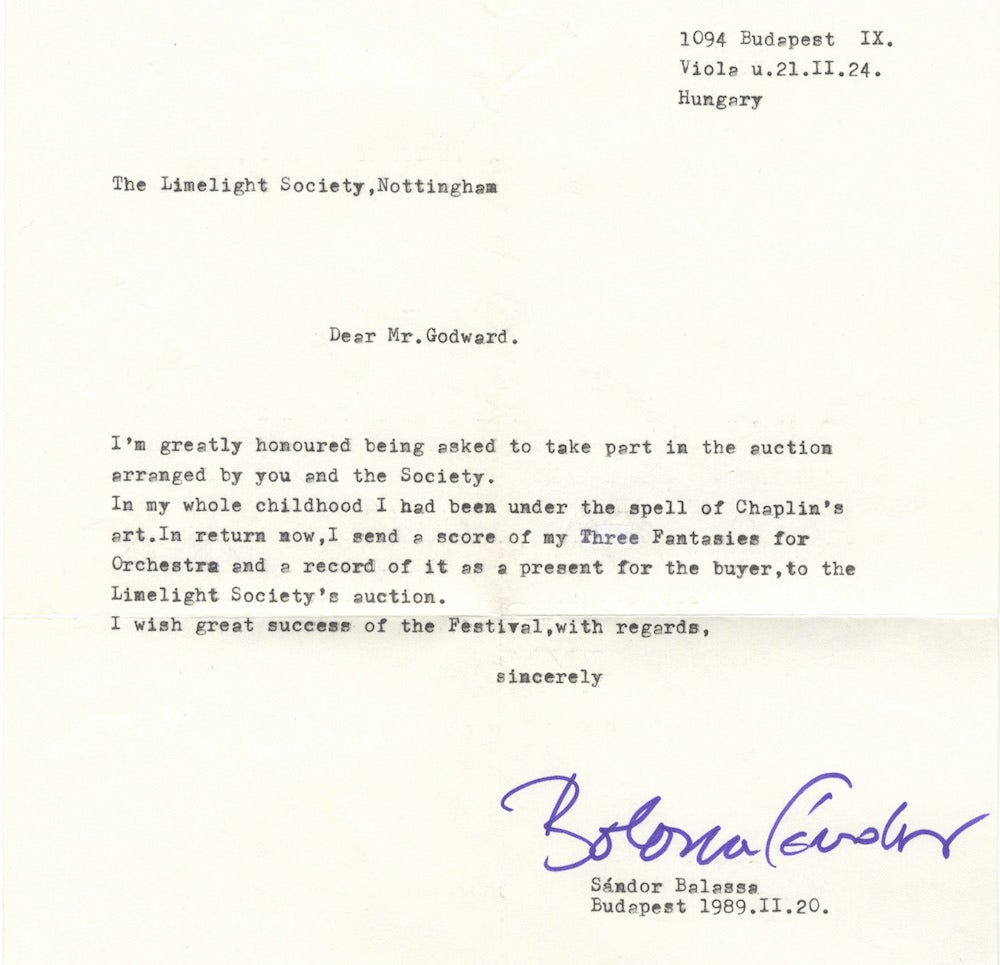 1094 Budapest IX.
Viola u.21.II.24.
Hungary
The Limelight Society,Nottingham
Dear Mr.Godward.
I'm greatly honoured being asked to take part in the auction
arranged by you and the Society.
In my whole childhood I had been under the spell of Chaplin's
art.In return now,I send a score of my Three Fantasies for
Orchestra and a record of it as a present for the buyer,to the
Limelight Society's auction.
I wish great success of the Festival,with regards,
sincerely
Balassa Sándor
Sándor Balassa
Budapest 1989.II.20.